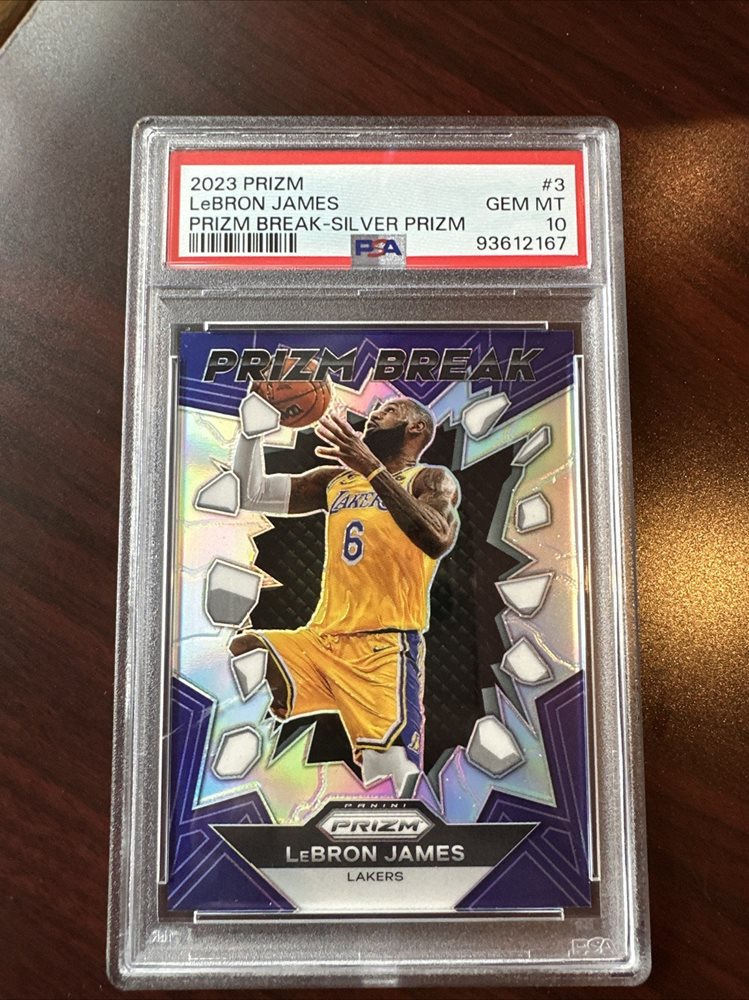 2023 PRIZM #3
LeBRON JAMES GEM MT
PRIZM BREAK-SILVER PRIZM 10
PSA 93612167
PRIZM BREAK
LAKERS
6
PANINI
PRIZM
LeBRON JAMES
LAKERS
PSA